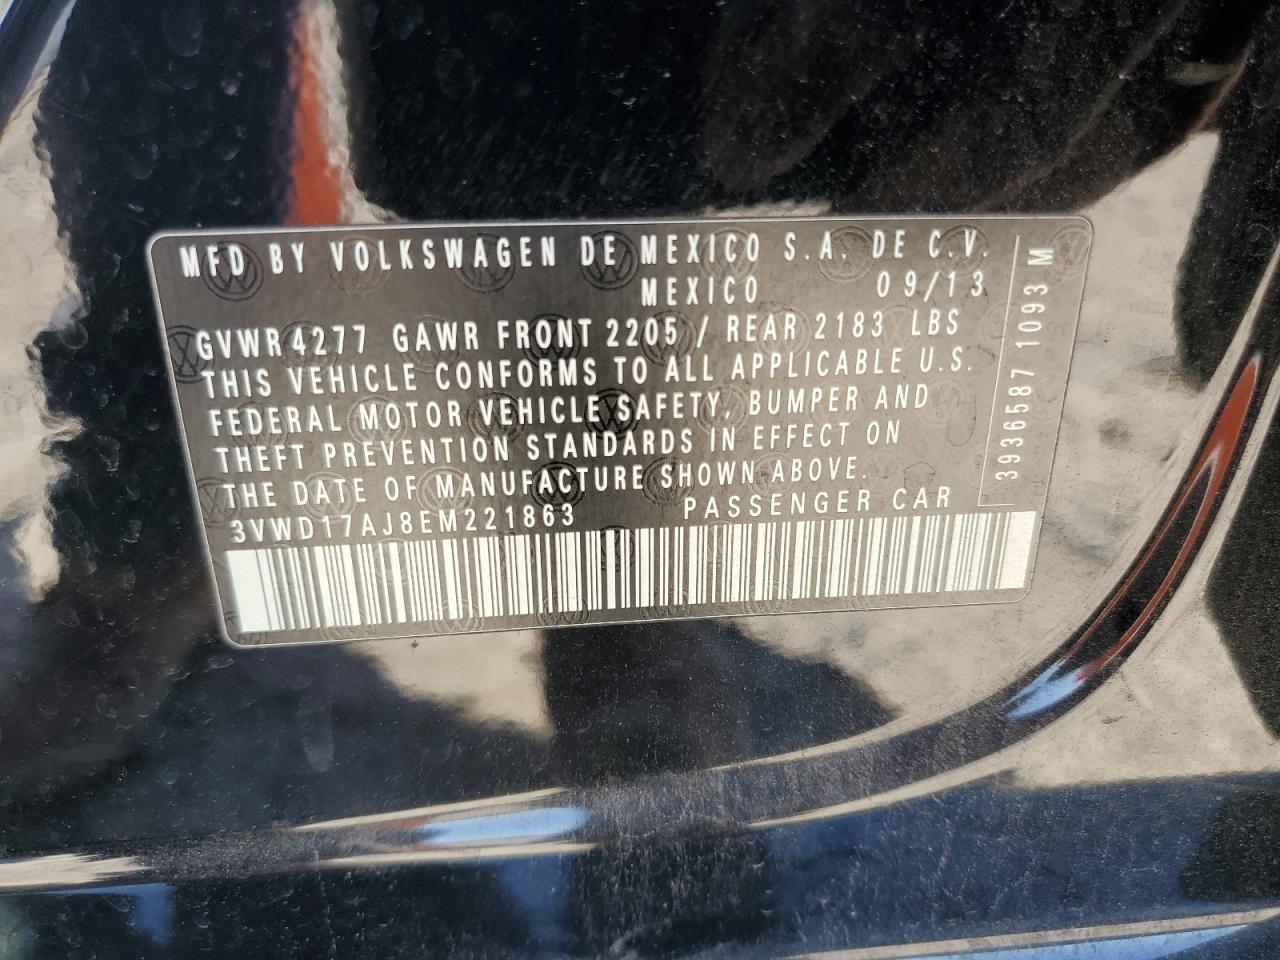 MFD BY VOLKSWAGEN DE MEXICO S.A. DE C.V.
MEXICO 09/13
GVWR 4277 GAWR FRONT 2205 / REAR 2183 LBS
THIS VEHICLE CONFORMS TO ALL APPLICABLE U.S.
FEDERAL MOTOR VEHICLE SAFETY, BUMPER AND
THEFT PREVENTION STANDARDS IN EFFECT ON
THE DATE OF MANUFACTURE SHOWN ABOVE.
3VWD17AJ8EM221863 PASSENGER CAR
3936587 1093 M